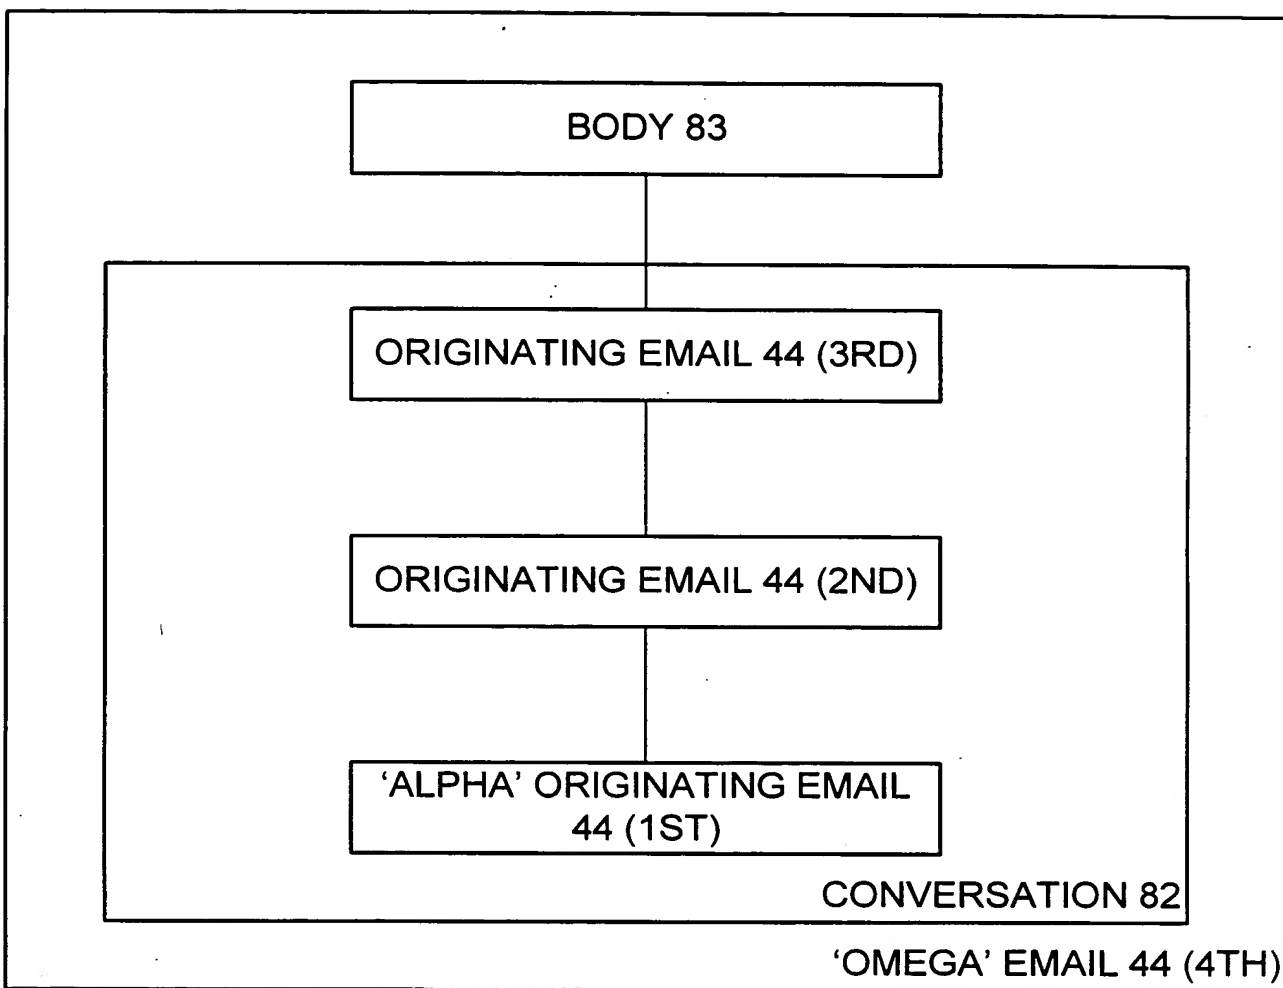 BODY 83
ORIGINATING EMAIL 44 (3RD)
ORIGINATING EMAIL 44 (2ND)
‘ALPHA’ ORIGINATING EMAIL
44 (1ST)
CONVERSATION 82
‘OMEGA’ EMAIL 44 (4TH)